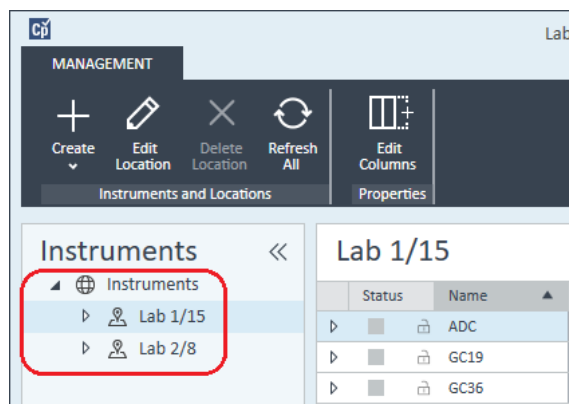 Cp
Lab
MANAGEMENT
Create
Edit
Location
Delete
Location
Refresh
All
Edit
Columns
Instruments and Locations
Properties
Instruments
Lab 1/15
Instruments
Lab 1/15
Lab 2/8
Status
Name
ADC
GC19
GC36